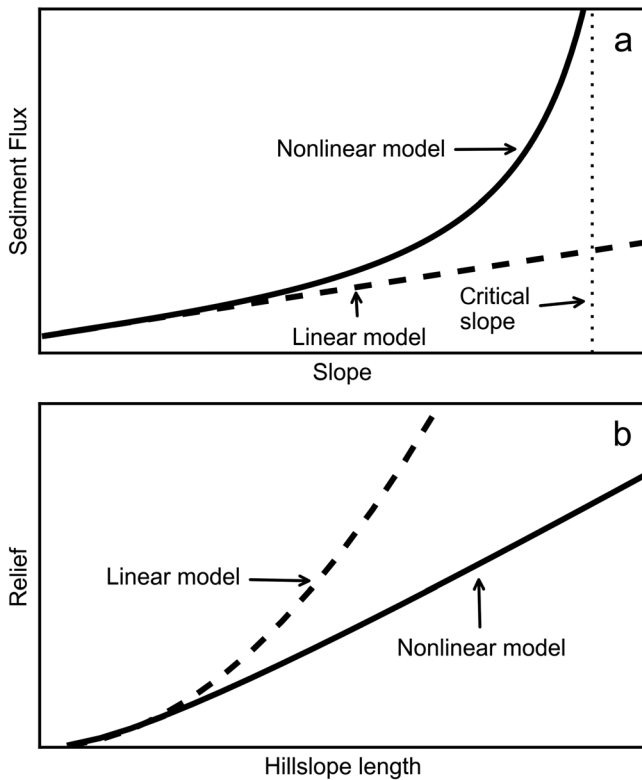 a
Sediment Flux
Nonlinear model
Critical
slope
Linear model
Slope
b
Relief
Linear model
Nonlinear model
Hillslope length